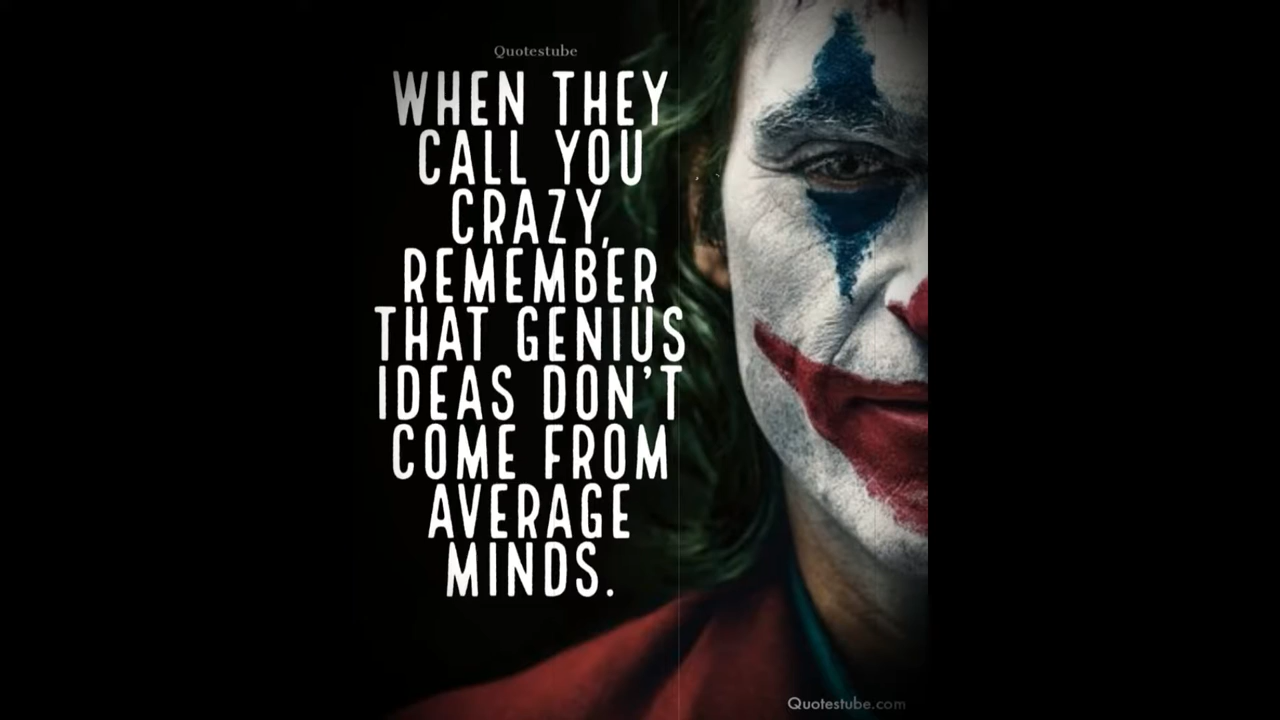 Quotestube
WHEN THEY
CALL YOU
CRAZY,
REMEMBER
THAT GENIUS
IDEAS DON'T
COME FROM
AVERAGE
MINDS.
Quotestube.com